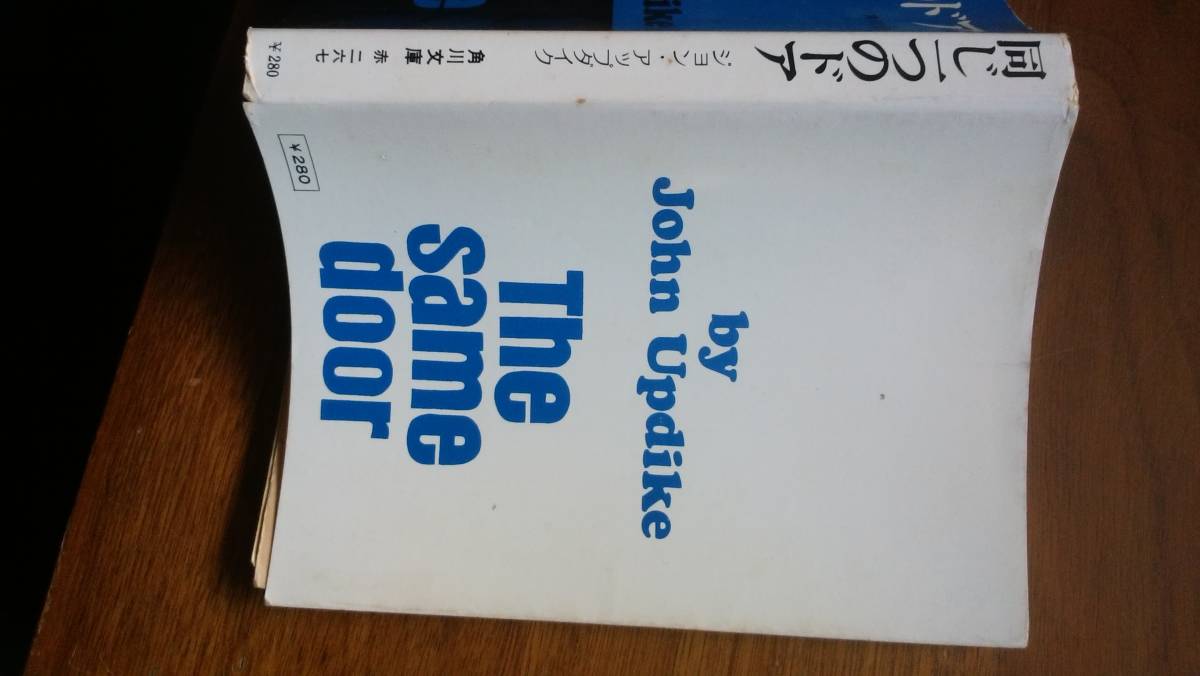 同じ一つのドア
ジョン・アップダイク
角川文庫 赤 二六七
¥280
by
John Updike
The
same
door
¥280